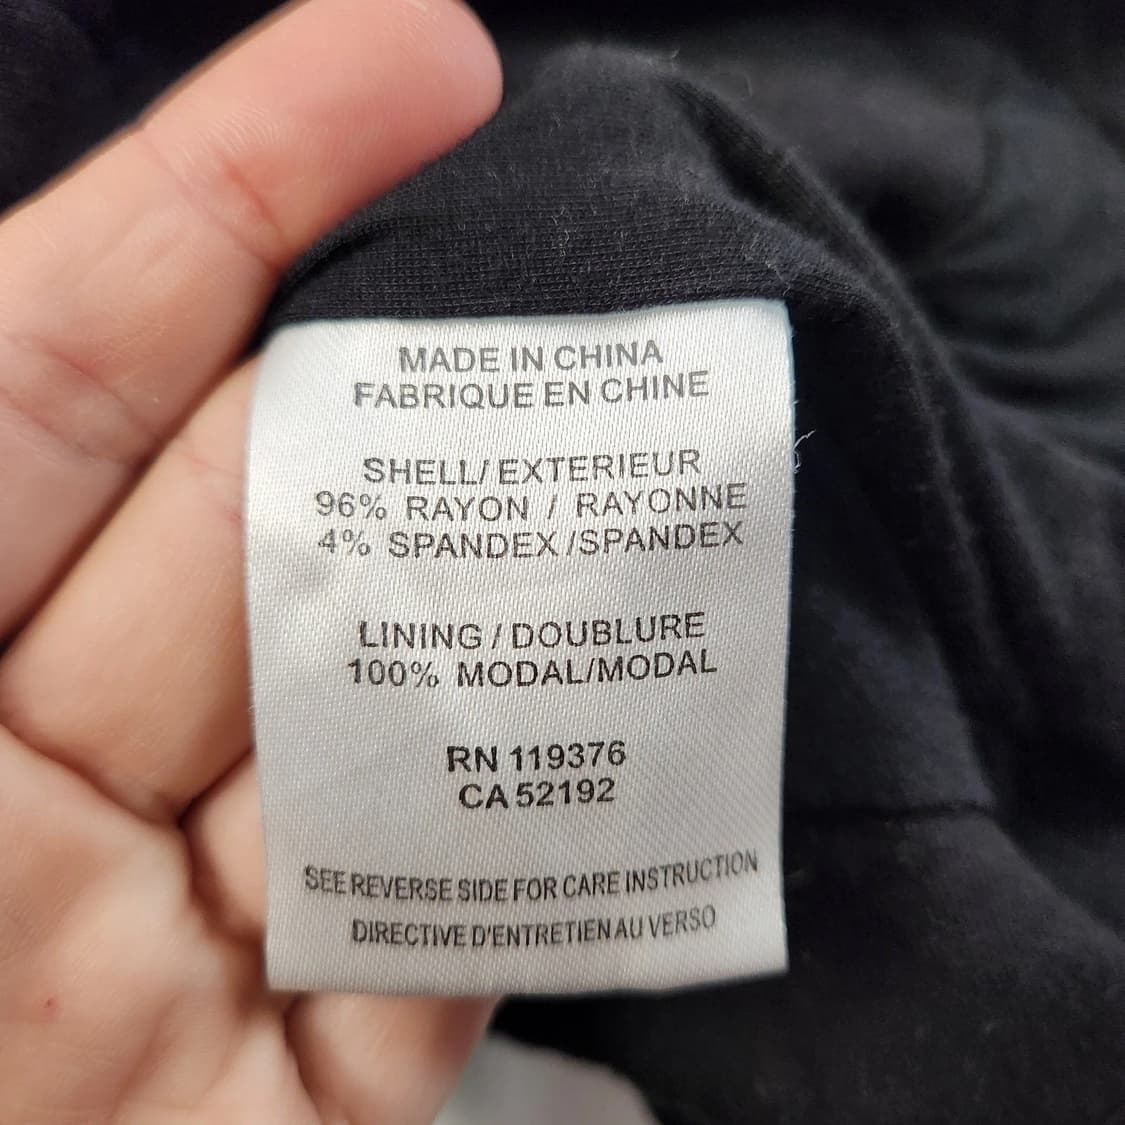 MADE IN CHINA
FABRIQUE EN CHINE
SHELL/ EXTERIEUR
96% RAYON / RAYONNE
4% SPANDEX /SPANDEX
LINING / DOUBLURE
100% MODAL/MODAL
RN 119376
CA 52192
SEE REVERSE SIDE FOR CARE INSTRUCTION
DIRECTIVE D'ENTRETIEN AU VERSO